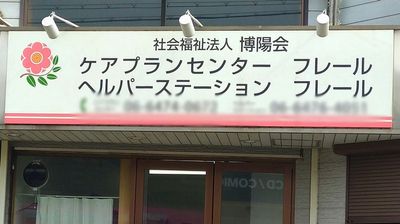 社会福祉法人 博陽会
ケアプランセンター フレール
ヘルパーステーション フレール